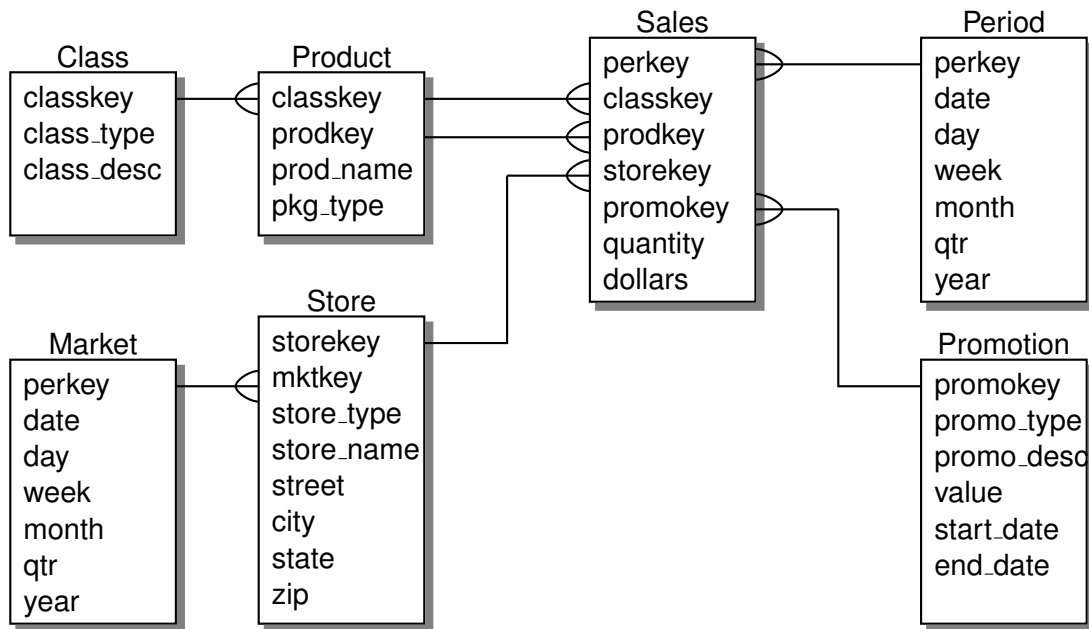 Class
classkey
class_type
class_desc
Product
classkey
prodkey
prod_name
pkg_type
Sales
perkey
classkey
prodkey
storekey
promokey
quantity
dollars
Period
perkey
date
day
week
month
qtr
year
Market
perkey
date
day
week
month
qtr
year
Store
storekey
mktkey
store_type
store_name
street
city
state
zip
Promotion
promokey
promo_type
promo_desc
value
start_date
end_date